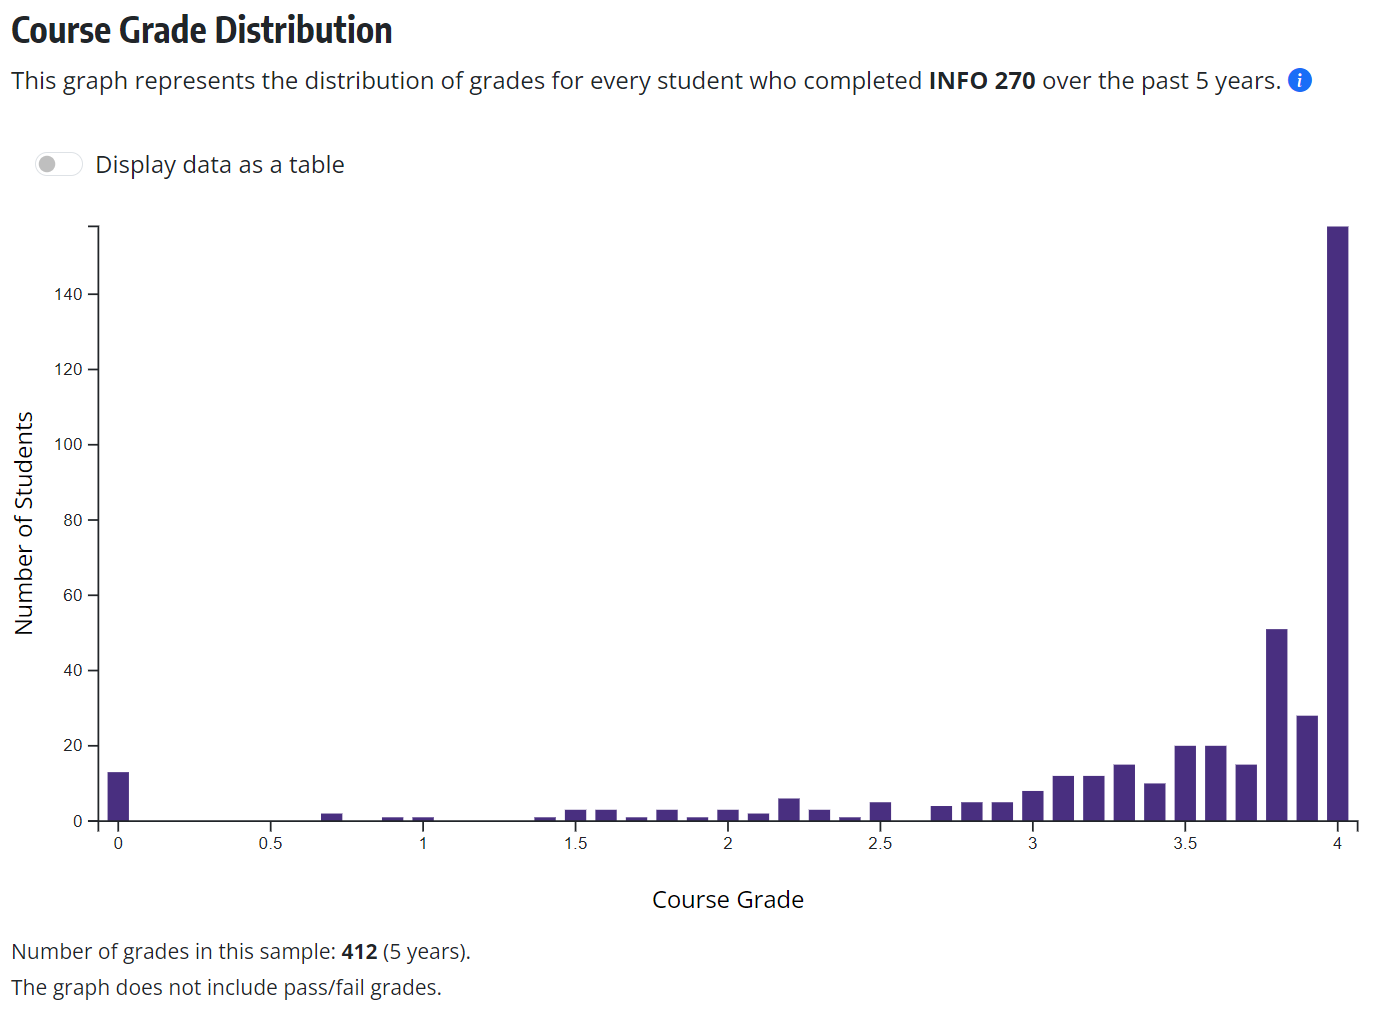 Course Grade Distribution
This graph represents the distribution of grades for every student who completed INFO 270 over the past 5 years. i
Display data as a table
140
120
100
80
60
40
20
0
Number of Students
0 0.5 1 1.5 2 2.5 3 3.5 4
Course Grade
Number of grades in this sample: 412 (5 years).
The graph does not include pass/fail grades.